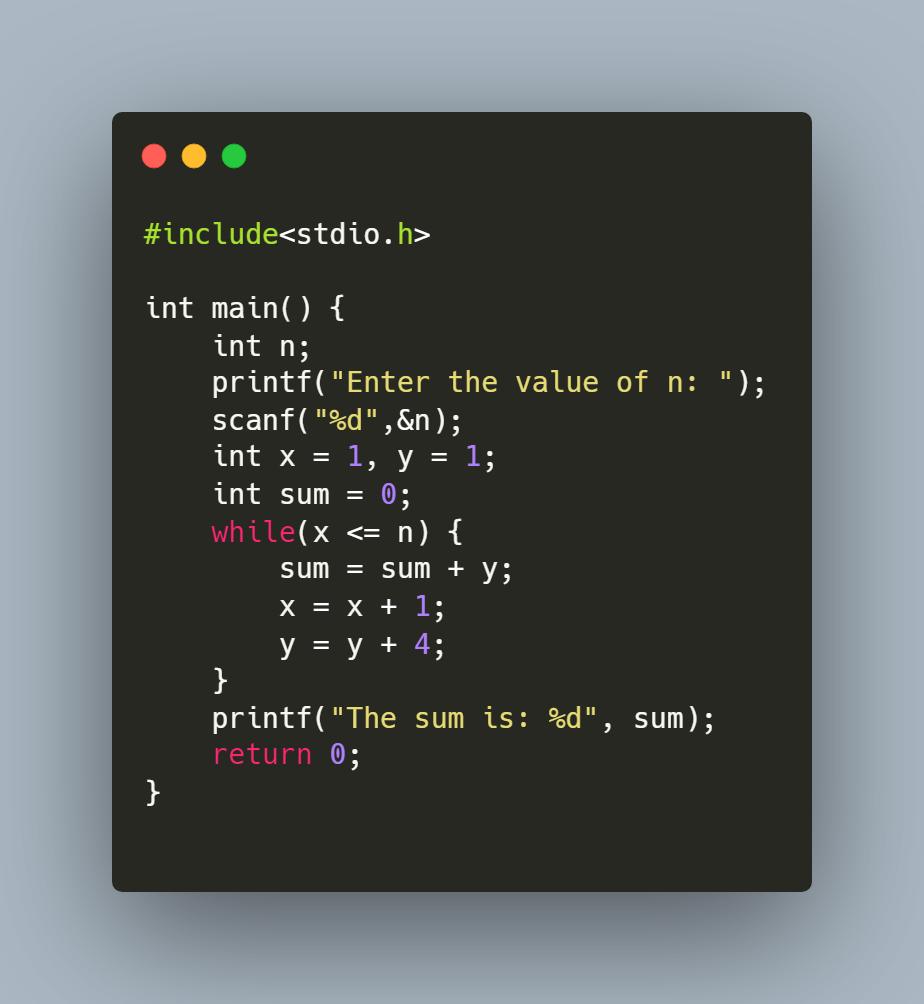 #include<stdio.h>

int main() {
    int n;
    printf("Enter the value of n: ");
    scanf("%d",&n);
    int x = 1, y = 1;
    int sum = 0;
    while(x <= n) {
        sum = sum + y;
        x = x + 1;
        y = y + 4;
    }
    printf("The sum is: %d", sum);
    return 0;
}